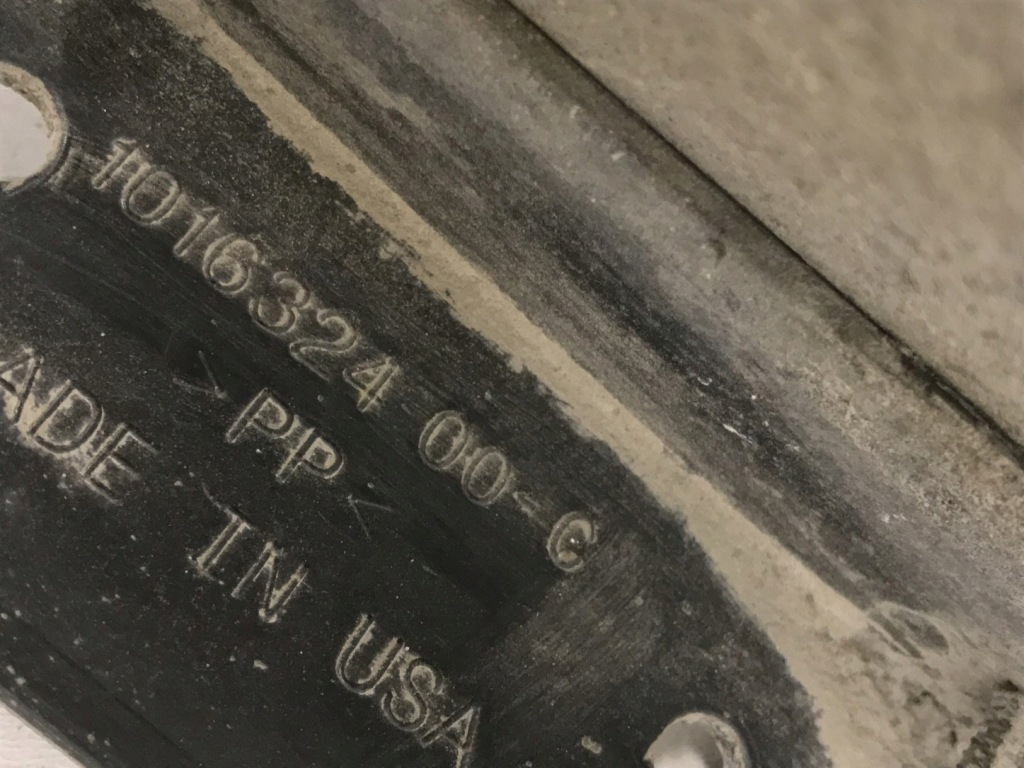 1016324 00-C
>PP<
ADE IN USA